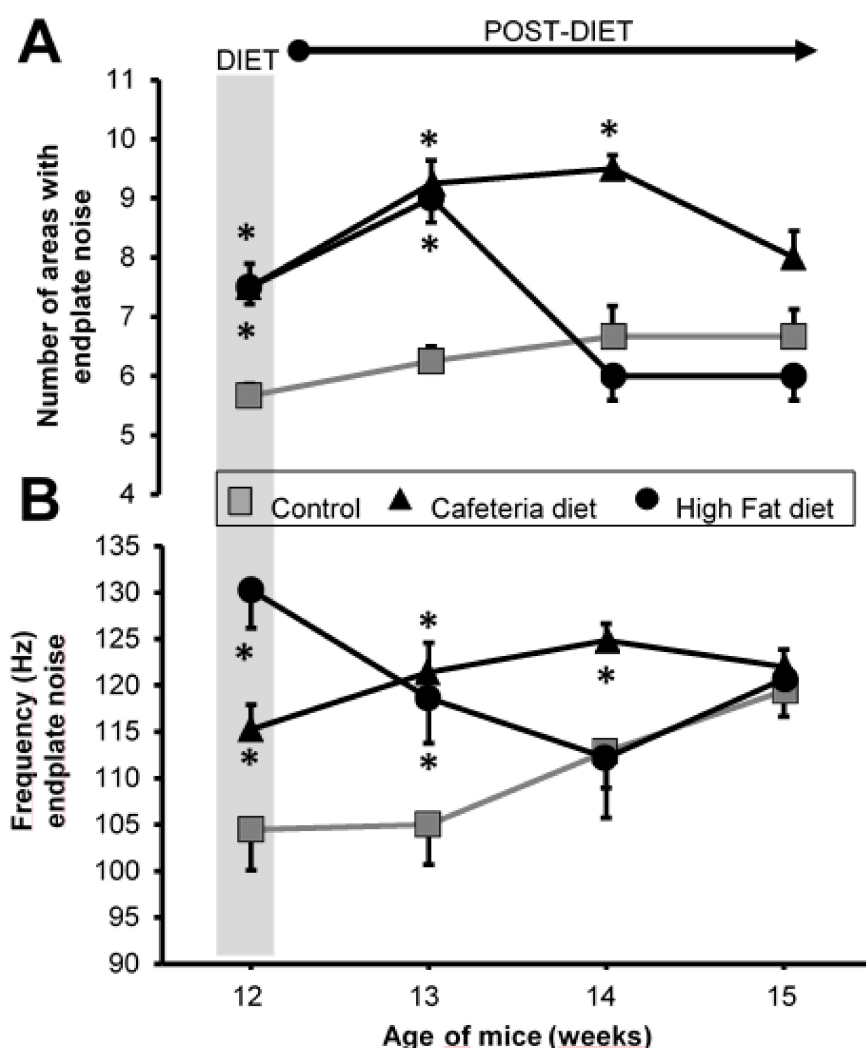 A
POST-DIET
DIET
Number of areas with
endplate noise
11
10
9
8
7
6
5
4
*
*
*
*
*
B
Control
Cafeteria diet
High Fat diet
Frequency (Hz)
endplate noise
135
130
125
120
115
110
105
100
95
90
*
*
*
*
*
12
13
14
15
Age of mice (weeks)